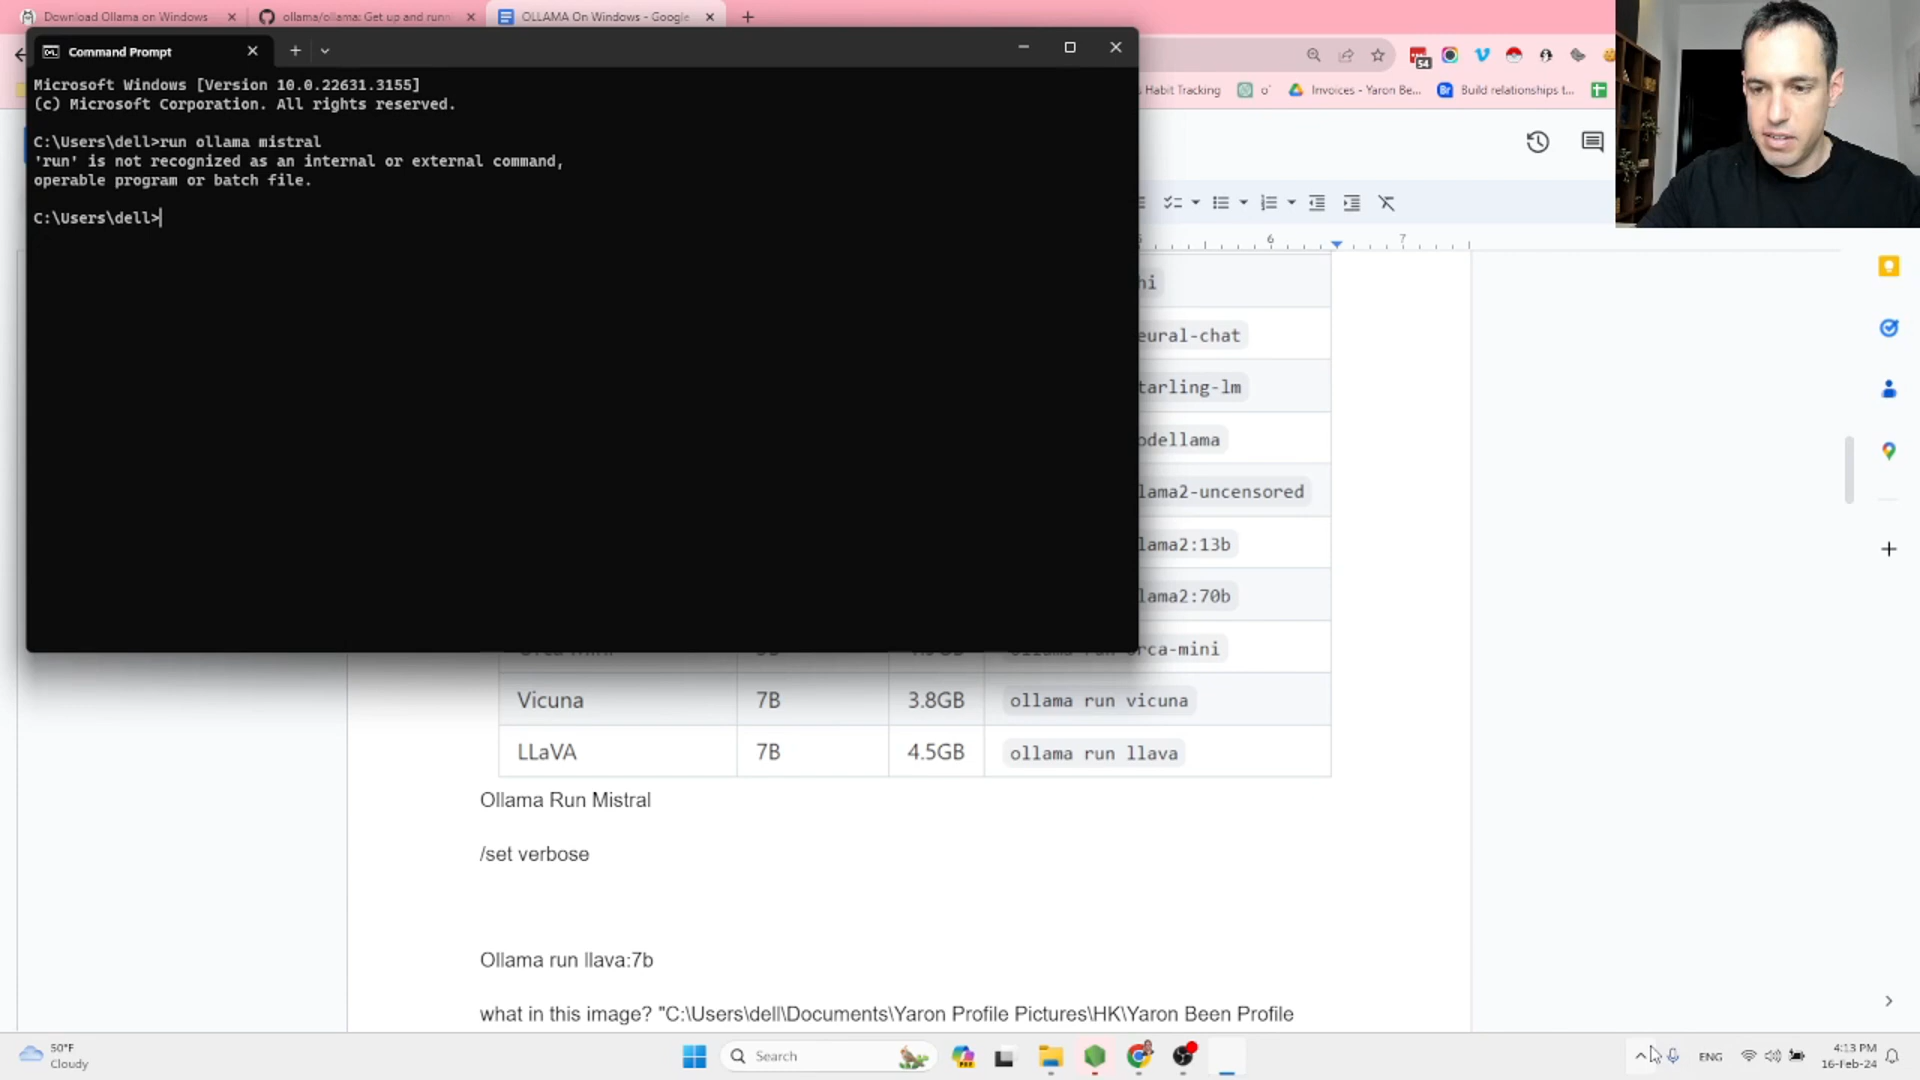 Download Ollama on Windows
ollama/ollama: Get up and runn
OLLAMA On Windows - Google
Command Prompt
54
Habit Tracking
Invoices - Yaron Be...
Build relationships t...
Microsoft Windows [Version 10.0.22631.3155]
(c) Microsoft Corporation. All rights reserved.
C:\Users\dell>run ollama mistral
'run' is not recognized as an internal or external command,
operable program or batch file.
C:\Users\dell>
6
7
hi
eural-chat
tarling-lm
odellama
lama2-uncensored
lama2:13b
lama2:70b
orca-mini
Vicuna 7B 3.8GB ollama run vicuna
LLaVA 7B 4.5GB ollama run llava
Ollama Run Mistral
/set verbose
Ollama run llava:7b
what in this image? "C:\Users\dell\Documents\Yaron Profile Pictures\HK\Yaron Been Profile
50°F
Cloudy
Search
ENG
4:13 PM
16-Feb-24